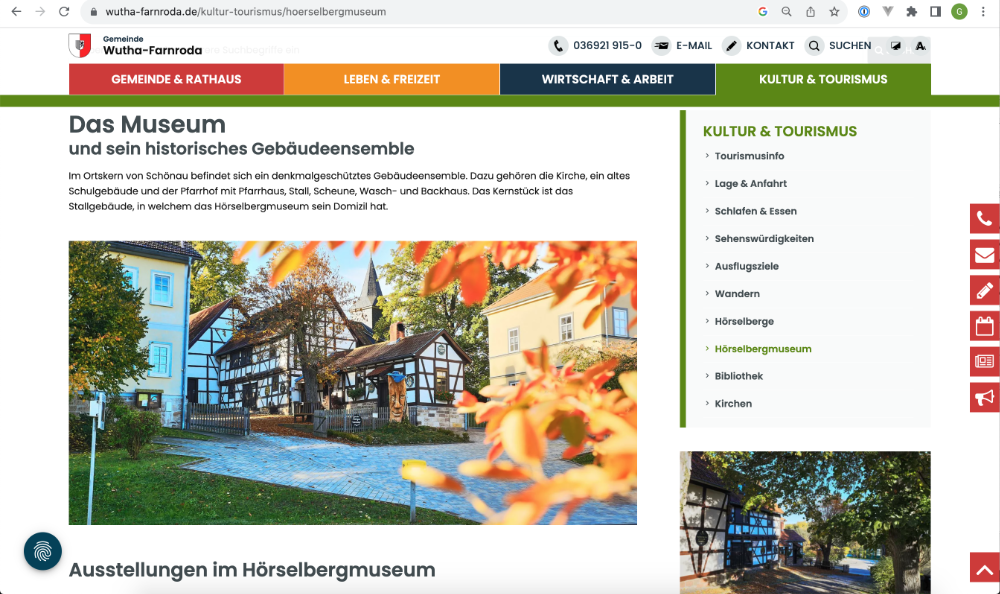 wutha-farnroda.de/kultur-tourismus/hoerselbergmuseum
G
Gemeinde
Wutha-Farnroda
ere Suchbegriffe ein
036921 915-0
E-MAIL
KONTAKT
SUCHEN
GEMEINDE & RATHAUS
LEBEN & FREIZEIT
WIRTSCHAFT & ARBEIT
KULTUR & TOURISMUS
Das Museum
und sein historisches Gebäudeensemble
Im Ortskern von Schönau befindet sich ein denkmalgeschütztes Gebäudeensemble. Dazu gehören die Kirche, ein altes
Schulgebäude und der Pfarrhof mit Pfarrhaus, Stall, Scheune, Wasch- und Backhaus. Das Kernstück ist das
Stallgebäude, in welchem das Hörselbergmuseum sein Domizil hat.
KULTUR & TOURISMUS
Tourismusinfo
Lage & Anfahrt
Schlafen & Essen
Sehenswürdigkeiten
Ausflugsziele
Wandern
Hörselberge
Hörselbergmuseum
Bibliothek
Kirchen
Ausstellungen im Hörselbergmuseum